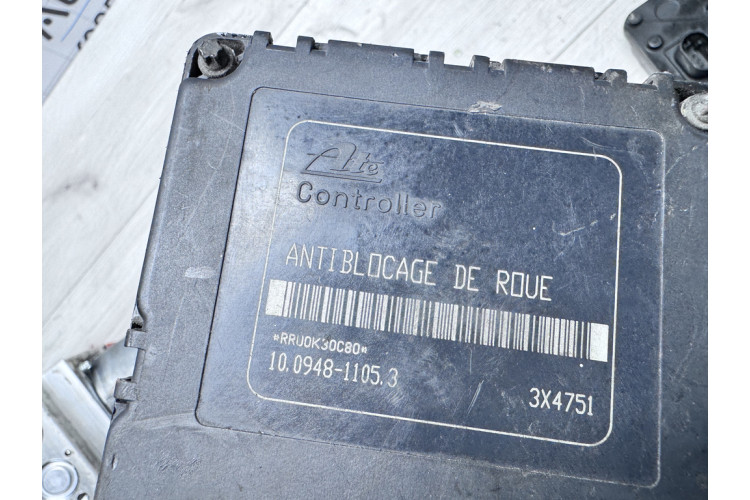 Ate
Controller
ANTIBLOCAGE DE ROUE
*RRU0K30C80*
10.0948-1105.3
3X4751